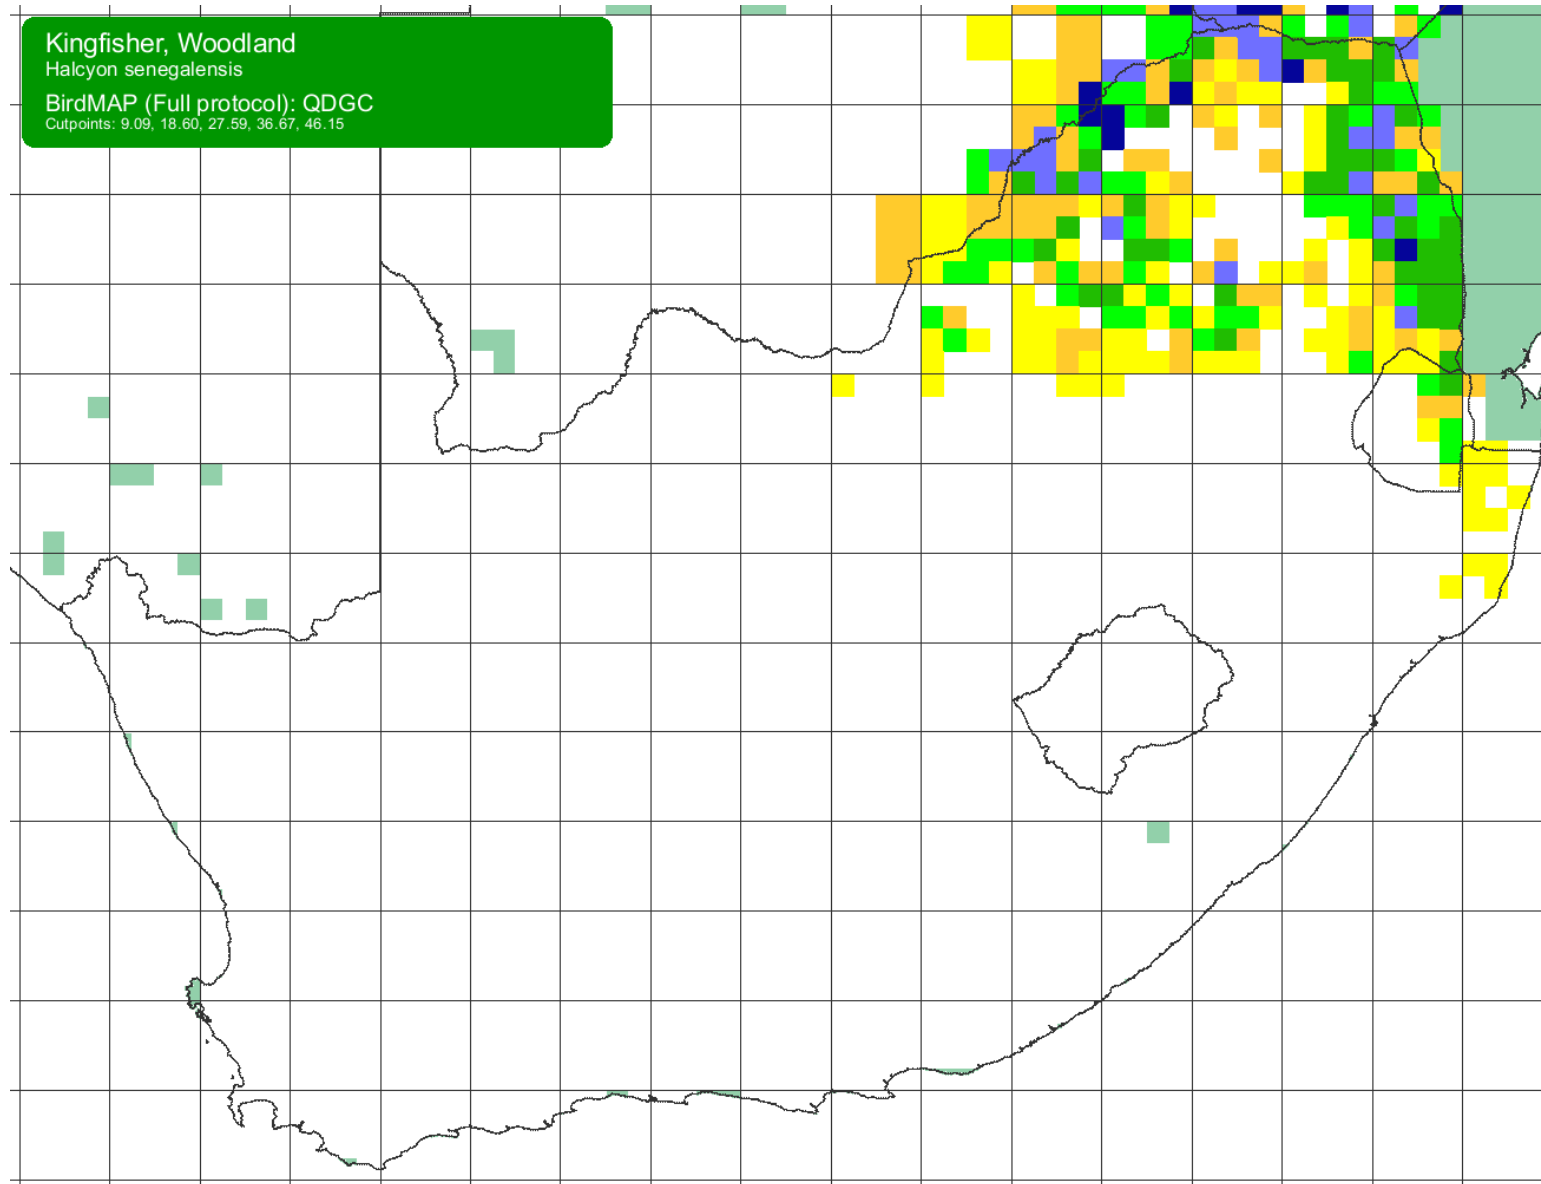 Kingfisher, Woodland
Halcyon senegalensis
BirdMAP (Full protocol): QDGC
Cutpoints: 9.09, 18.60, 27.59, 36.67, 46.15